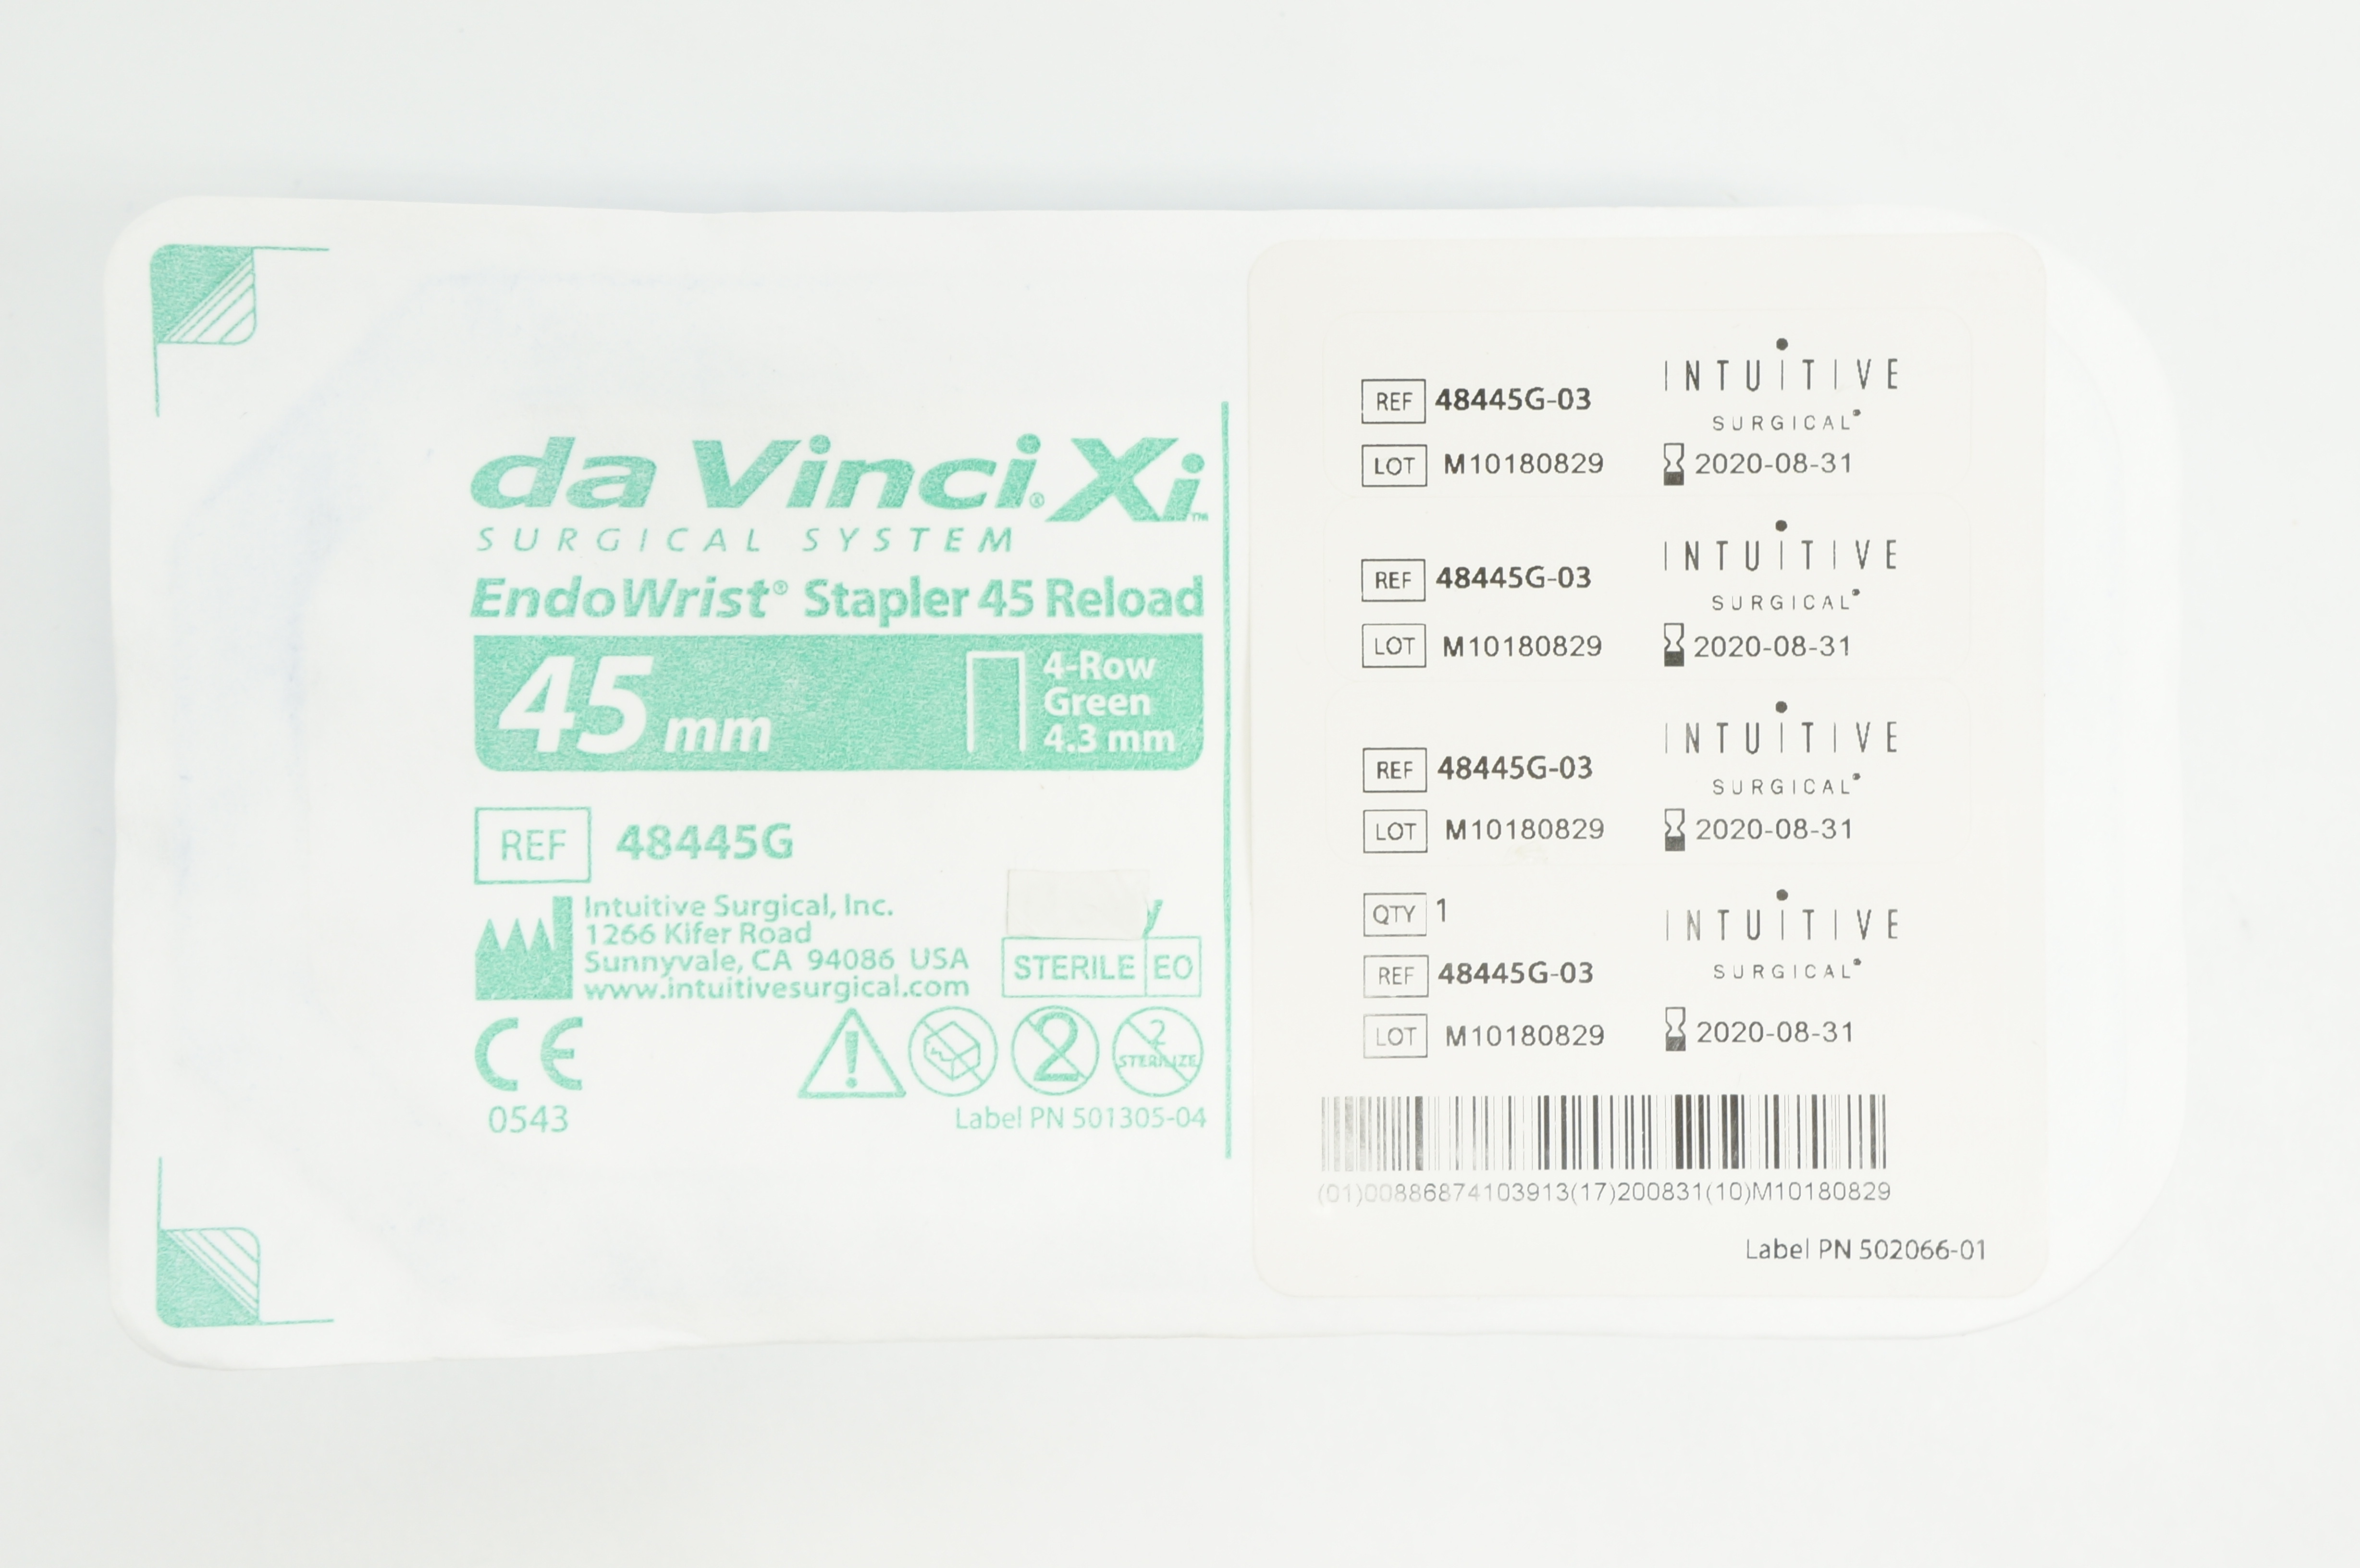 da Vinci® Xi™
SURGICAL SYSTEM
EndoWrist® Stapler 45 Reload
45 mm
4-Row
Green
4.3 mm
REF 48445G
Intuitive Surgical, Inc.
1266 Kifer Road
Sunnyvale, CA 94086 USA
www.intuitivesurgical.com
y
STERILE EO
CE
0543
2
2
STERILIZE
Label PN 501305-04
INTUITIVE
SURGICAL®
REF 48445G-03
LOT M10180829
2020-08-31
INTUITIVE
SURGICAL®
REF 48445G-03
LOT M10180829
2020-08-31
INTUITIVE
SURGICAL®
REF 48445G-03
LOT M10180829
2020-08-31
QTY 1
INTUITIVE
SURGICAL®
REF 48445G-03
LOT M10180829
2020-08-31
(01)00886874103913(17)200831(10)M10180829
Label PN 502066-01